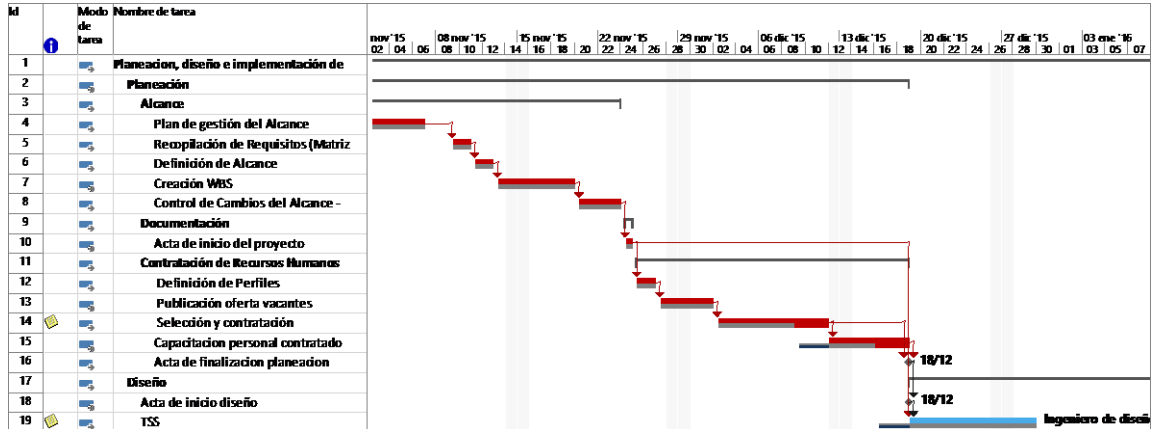 Id Modo de tarea Nombre de tarea
nov '15 08 nov '15 15 nov '15 22 nov '15 29 nov '15 06 dic '15 13 dic '15 20 dic '15 27 dic '15 03 ene '16
02 04 06 08 10 12 14 16 18 20 22 24 26 28 30 02 04 06 08 10 12 14 16 18 20 22 24 26 28 30 01 03 05 07
1 Planeacion, diseño e implementación de
2 Planeación
3 Alcance
4 Plan de gestión del Alcance
5 Recopilación de Requisitos (Matriz
6 Definición de Alcance
7 Creación WBS
8 Control de Cambios del Alcance -
9 Documentación
10 Acta de inicio del proyecto
11 Contratación de Recursos Humanos
12 Definición de Perfiles
13 Publicación oferta vacantes
14 Selección y contratación
15 Capacitacion personal contratado
16 Acta de finalizacion planeacion 18/12
17 Diseño
18 Acta de inicio diseño 18/12
19 TSS Ingeniero de diseñ